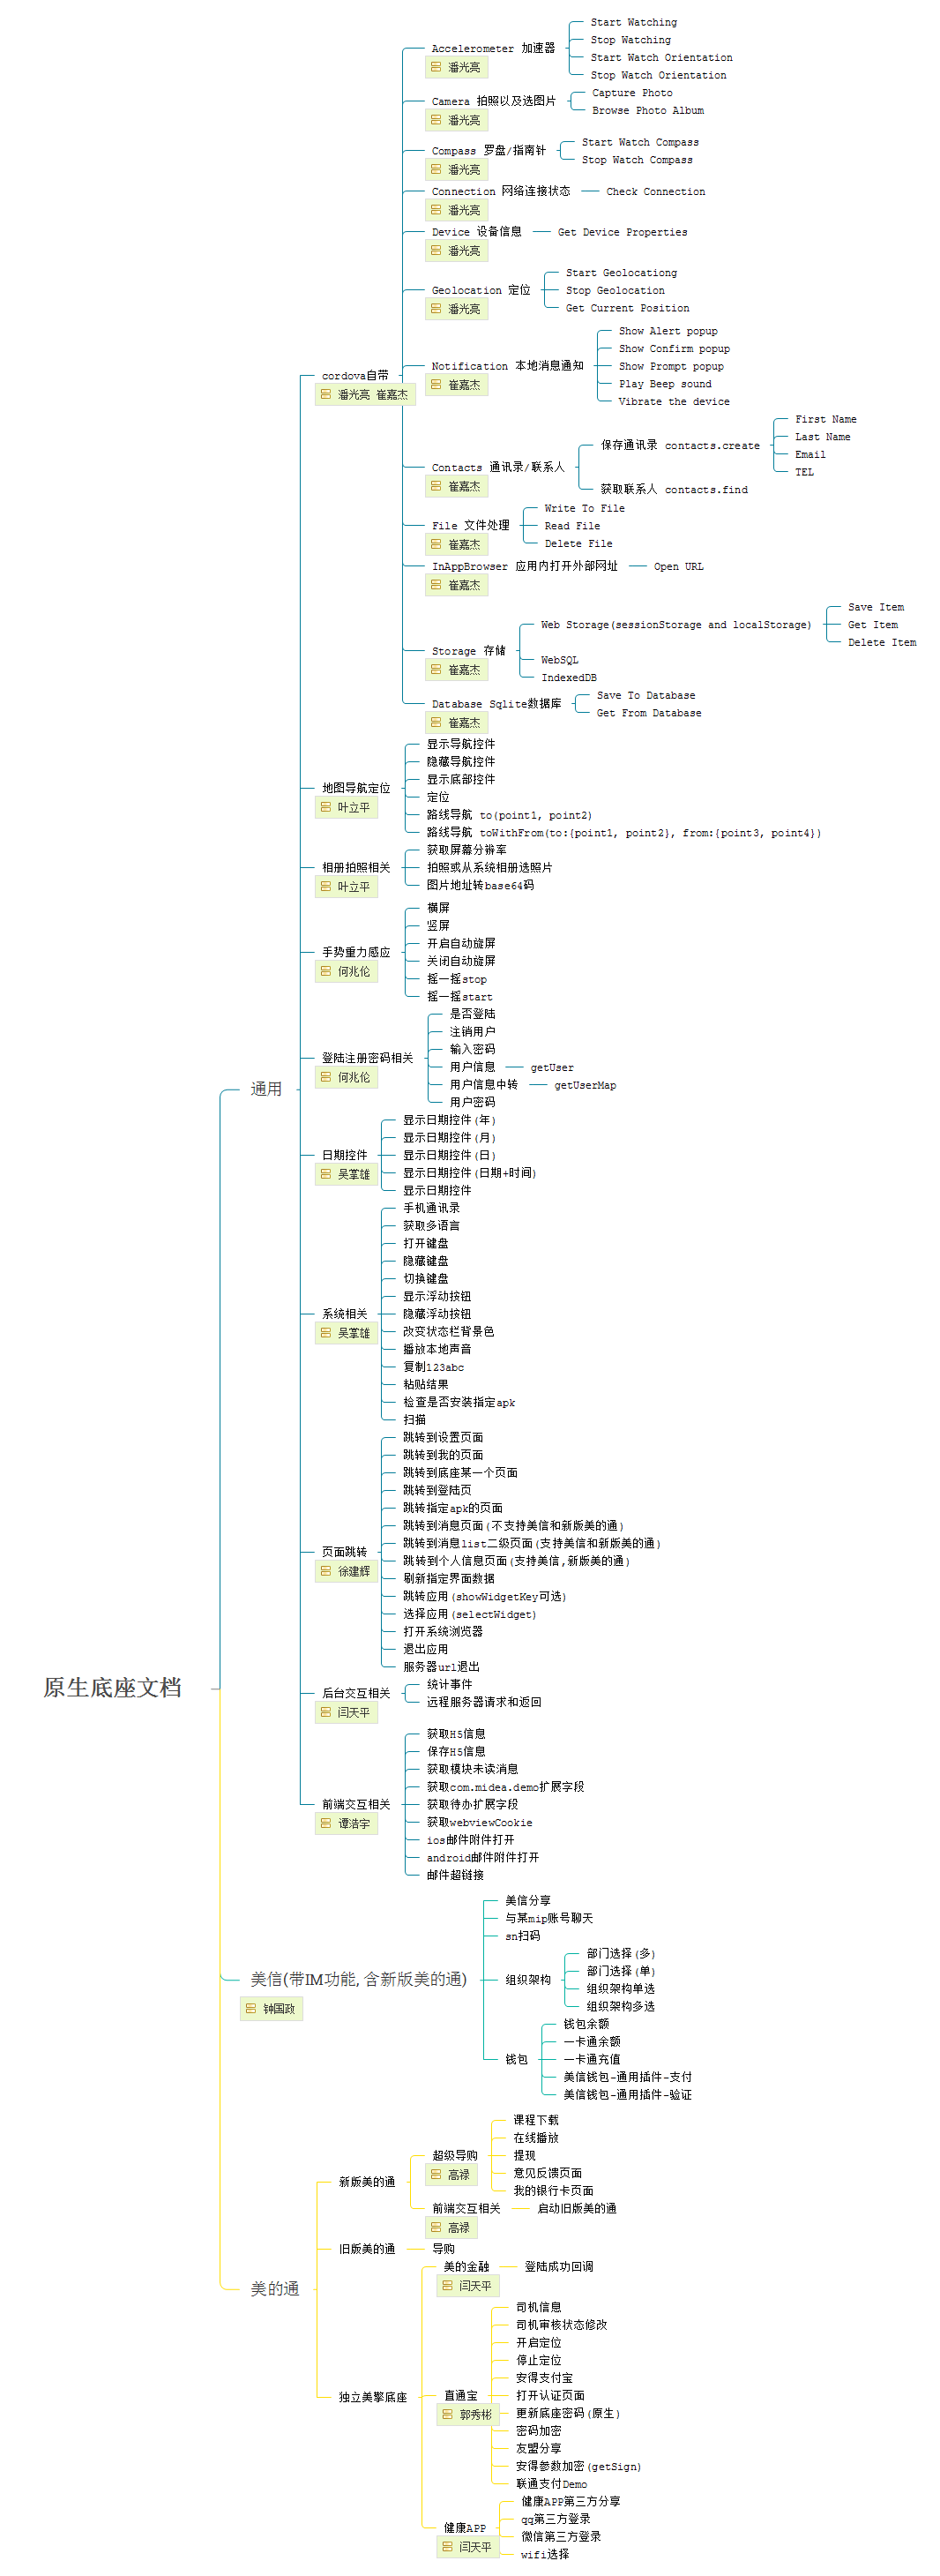 Start Watching
Stop Watching
Accelerometer 加速器
潘光亮
Start Watch Orientation
Stop Watch Orientation
Capture Photo
Camera 拍照以及选图片
潘光亮
Browse Photo Album
Start Watch Compass
Compass 罗盘/指南针
潘光亮
Stop Watch Compass
Connection 网络连接状态
潘光亮
Check Connection
Device 设备信息
潘光亮
Get Device Properties
Start Geolocationg
Geolocation 定位
潘光亮
Stop Geolocation
Get Current Position
Show Alert popup
Show Confirm popup
Notification 本地消息通知
崔嘉杰
Show Prompt popup
Play Beep sound
Vibrate the device
cordova自带
潘光亮 崔嘉杰
Contacts 通讯录/联系人
崔嘉杰
保存通讯录 contacts.create
First Name
Last Name
Email
TEL
获取联系人 contacts.find
Write To File
File 文件处理
崔嘉杰
Read File
Delete File
InAppBrowser 应用内打开外部网址
崔嘉杰
Open URL
Storage 存储
崔嘉杰
Web Storage(sessionStorage and localStorage)
Save Item
Get Item
Delete Item
WebSQL
IndexedDB
Database Sqlite数据库
崔嘉杰
Save To Database
Get From Database
地图导航定位
叶立平
显示导航控件
隐藏导航控件
显示底部控件
定位
路线导航 to(point1, point2)
路线导航 toWithFrom(to:{point1, point2}, from:{point3, point4})
相册拍照相关
叶立平
获取屏幕分辨率
拍照或从系统相册选照片
图片地址转base64码
手势重力感应
何兆伦
横屏
竖屏
开启自动旋屏
关闭自动旋屏
摇一摇stop
摇一摇start
登陆注册密码相关
何兆伦
是否登陆
注销用户
输入密码
用户信息
getUser
用户信息中转
getUserMap
用户密码
通用
日期控件
吴掌雄
显示日期控件(年)
显示日期控件(月)
显示日期控件(日)
显示日期控件(日期+时间)
显示日期控件
系统相关
吴掌雄
手机通讯录
获取多语言
打开键盘
隐藏键盘
切换键盘
显示浮动按钮
隐藏浮动按钮
改变状态栏背景色
播放本地声音
复制123abc
粘贴结果
检查是否安装指定apk
扫描
页面跳转
徐建辉
跳转到设置页面
跳转到我的页面
跳转到底座某一个页面
跳转到登陆页
跳转指定apk的页面
跳转到消息页面(不支持美信和新版美的通)
跳转到消息list二级页面(支持美信和新版美的通)
跳转到个人信息页面(支持美信,新版美的通)
刷新指定界面数据
跳转应用(showWidgetKey可选)
选择应用(selectWidget)
打开系统浏览器
退出应用
服务器url退出
原生底座文档
后台交互相关
闫天平
统计事件
远程服务器请求和返回
前端交互相关
谭浩宇
获取H5信息
保存H5信息
获取模块未读消息
获取com.midea.demo扩展字段
获取待办扩展字段
获取webviewCookie
ios邮件附件打开
android邮件附件打开
邮件超链接
美信(带IM功能, 含新版美的通)
钟国政
美信分享
与某mip账号聊天
sn扫码
组织架构
部门选择(多)
部门选择(单)
组织架构单选
组织架构多选
钱包
钱包余额
一卡通余额
一卡通充值
美信钱包-通用插件-支付
美信钱包-通用插件-验证
美的通
新版美的通
超级导购
高禄
课程下载
在线播放
提现
意见反馈页面
我的银行卡页面
前端交互相关
高禄
启动旧版美的通
旧版美的通
导购
独立美擎底座
美的金融
闫天平
登陆成功回调
直通宝
郭秀彬
司机信息
司机审核状态修改
开启定位
停止定位
安得支付宝
打开认证页面
更新底座密码(原生)
密码加密
友盟分享
安得参数加密(getSign)
联通支付Demo
健康APP
闫天平
健康APP第三方分享
qq第三方登录
微信第三方登录
wifi选择